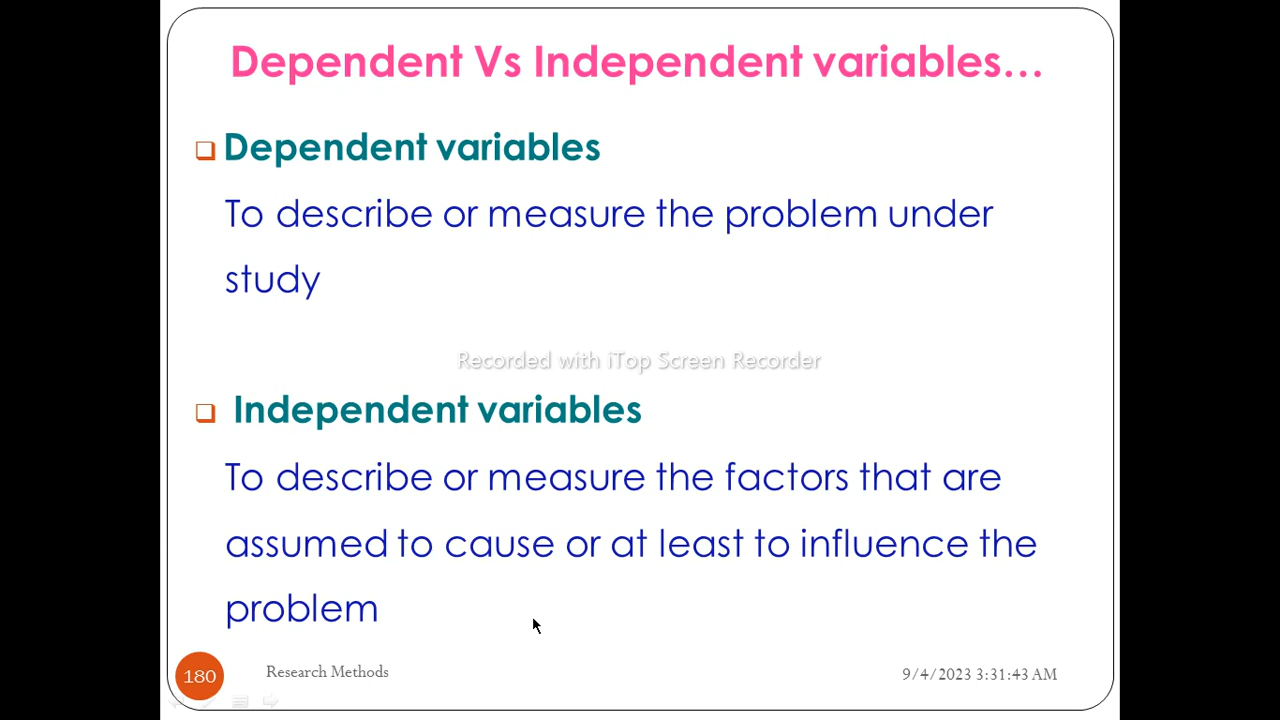 Dependent Vs Independent variables…
Dependent variables
To describe or measure the problem under
study
Recorded with iTop Screen Recorder
Independent variables
To describe or measure the factors that are
assumed to cause or at least to influence the
problem
180
Research Methods
9/4/2023 3:31:43 AM